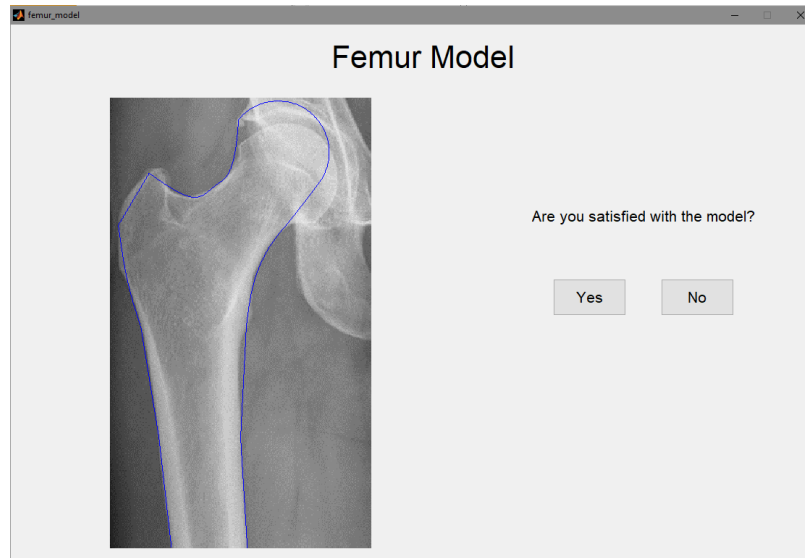 femur_model
Femur Model
Are you satisfied with the model?
Yes
No